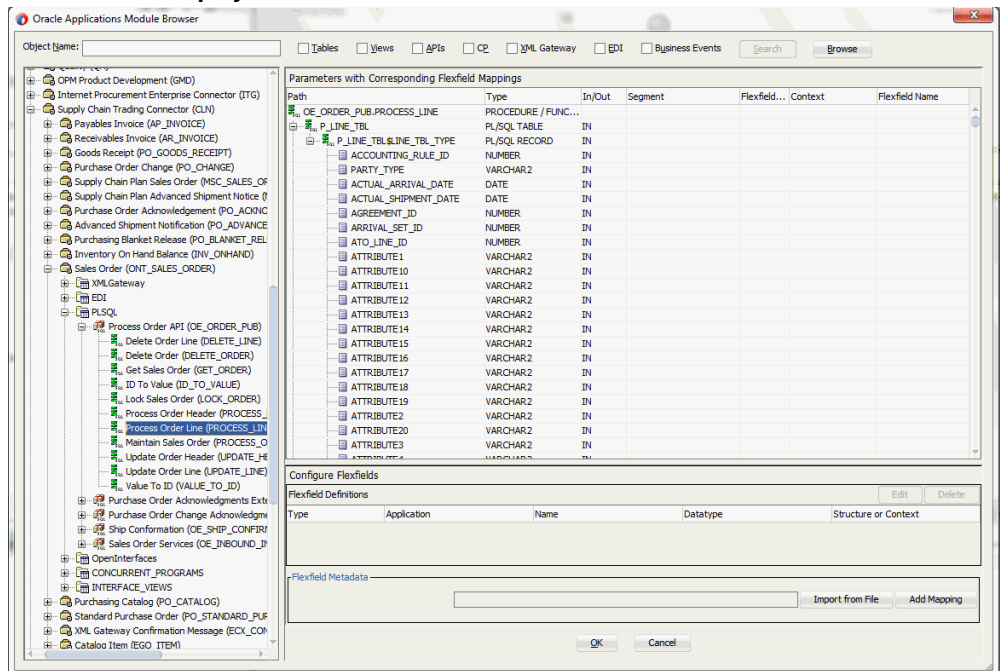 Oracle Applications Module Browser
Object Name:
Tables Views APIs CP XML Gateway EDI Business Events Search Browse
OPM Product Development (GMD)
Internet Procurement Enterprise Connector (ITG)
Supply Chain Trading Connector (CLN)
Payables Invoice (AP_INVOICE)
Receivables Invoice (AR_INVOICE)
Goods Receipt (PO_GOODS_RECEIPT)
Purchase Order Change (PO_CHANGE)
Supply Chain Plan Sales Order (MSC_SALES_OR
Supply Chain Plan Advanced Shipment Notice (
Purchase Order Acknowledgement (PO_ACKNO
Advanced Shipment Notification (PO_ADVANCE
Purchasing Blanket Release (PO_BLANKET_REL
Inventory On Hand Balance (INV_ONHAND)
Sales Order (ONT_SALES_ORDER)
XMLGateway
EDI
PLSQL
Process Order API (OE_ORDER_PUB)
Delete Order Line (DELETE_LINE)
Delete Order (DELETE_ORDER)
Get Sales Order (GET_ORDER)
ID To Value (ID_TO_VALUE)
Lock Sales Order (LOCK_ORDER)
Process Order Header (PROCESS_
Process Order Line (PROCESS_LIN
Maintain Sales Order (PROCESS_O
Update Order Header (UPDATE_HE
Update Order Line (UPDATE_LINE)
Value To ID (VALUE_TO_ID)
Purchase Order Acknowledgments Exte
Purchase Order Change Acknowledgme
Ship Conformation (OE_SHIP_CONFIRM
Sales Order Services (OE_INBOUND_IN
OpenInterfaces
CONCURRENT_PROGRAMS
INTERFACE_VIEWS
Purchasing Catalog (PO_CATALOG)
Standard Purchase Order (PO_STANDARD_PUR
XML Gateway Confirmation Message (ECX_CON
Catalog Item (EGO_ITEM)
Parameters with Corresponding Flexfield Mappings
Path Type In/Out Segment Flexfield... Context Flexfield Name
OE_ORDER_PUB.PROCESS_LINE PROCEDURE / FUNC...
P_LINE_TBL PL/SQL TABLE IN
P_LINE_TBL$LINE_TBL_TYPE PL/SQL RECORD IN
ACCOUNTING_RULE_ID NUMBER IN
PARTY_TYPE VARCHAR2 IN
ACTUAL_ARRIVAL_DATE DATE IN
ACTUAL_SHIPMENT_DATE DATE IN
AGREEMENT_ID NUMBER IN
ARRIVAL_SET_ID NUMBER IN
ATO_LINE_ID NUMBER IN
ATTRIBUTE1 VARCHAR2 IN
ATTRIBUTE10 VARCHAR2 IN
ATTRIBUTE11 VARCHAR2 IN
ATTRIBUTE12 VARCHAR2 IN
ATTRIBUTE13 VARCHAR2 IN
ATTRIBUTE14 VARCHAR2 IN
ATTRIBUTE15 VARCHAR2 IN
ATTRIBUTE16 VARCHAR2 IN
ATTRIBUTE17 VARCHAR2 IN
ATTRIBUTE18 VARCHAR2 IN
ATTRIBUTE19 VARCHAR2 IN
ATTRIBUTE2 VARCHAR2 IN
ATTRIBUTE20 VARCHAR2 IN
ATTRIBUTE3 VARCHAR2 IN
Configure Flexfields
Flexfield Definitions Edit Delete
Type Application Name Datatype Structure or Context
Flexfield Metadata
Import from File Add Mapping
OK Cancel